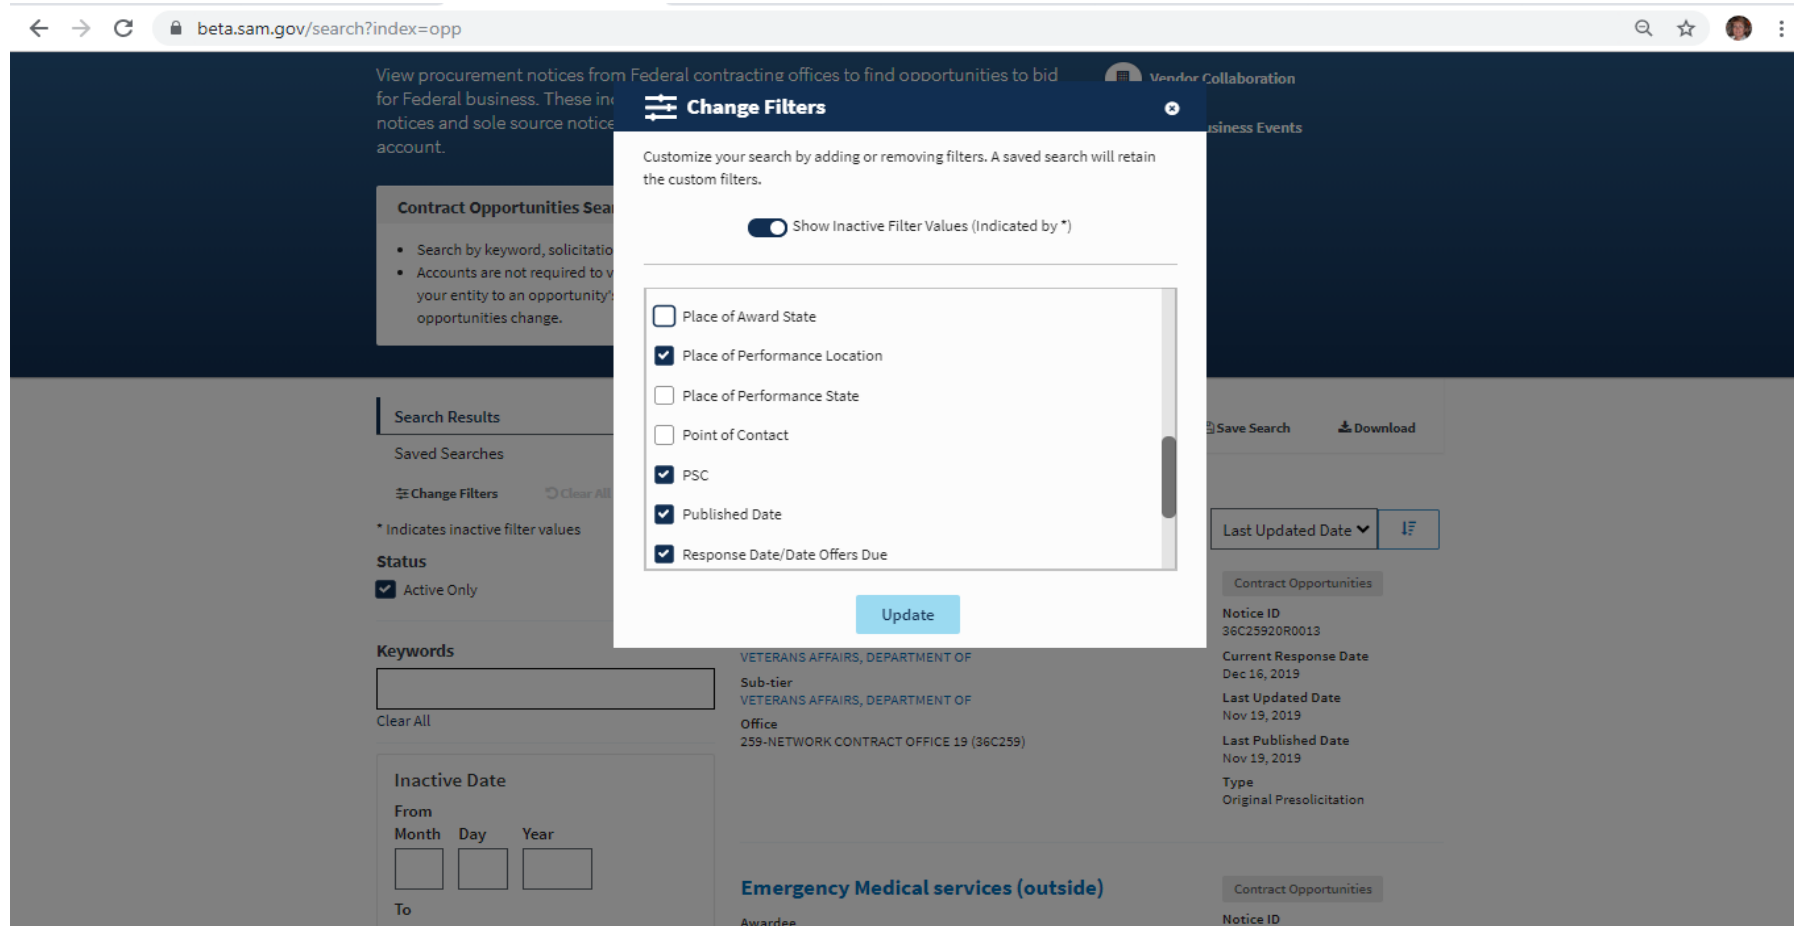 beta.sam.gov/search?index=opp
View procurement notices from Federal contracting offices to find opportunities to bid
for Federal business. These
notices and sole source notice
account.
Vendor Collaboration
Business Events
Contract Opportunities Sear
• Search by keyword, solicitatio
• Accounts are not required to v
your entity to an opportunity's
opportunities change.
Change Filters
Customize your search by adding or removing filters. A saved search will retain
the custom filters.
Show Inactive Filter Values (Indicated by *)
Place of Award State
Place of Performance Location
Place of Performance State
Point of Contact
PSC
Published Date
Response Date/Date Offers Due
Update
Search Results
Saved Searches
Change Filters Clear All
* Indicates inactive filter values
Status
Active Only
Keywords
Clear All
Inactive Date
From
Month Day Year
To
Save Search Download
Last Updated Date
VETERANS AFFAIRS, DEPARTMENT OF
Sub-tier
VETERANS AFFAIRS, DEPARTMENT OF
Office
259-NETWORK CONTRACT OFFICE 19 (36C259)
Contract Opportunities
Notice ID
36C25920R0013
Current Response Date
Dec 16, 2019
Last Updated Date
Nov 19, 2019
Last Published Date
Nov 19, 2019
Type
Original Presolicitation
Emergency Medical services (outside)
Awardee
Contract Opportunities
Notice ID